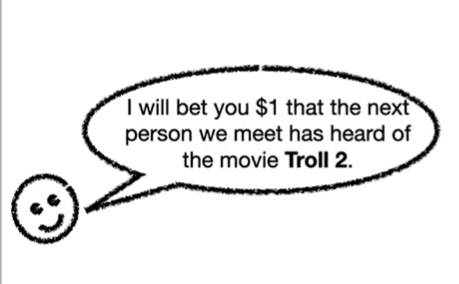 I will bet you $1 that the next
person we meet has heard of
the movie Troll 2.